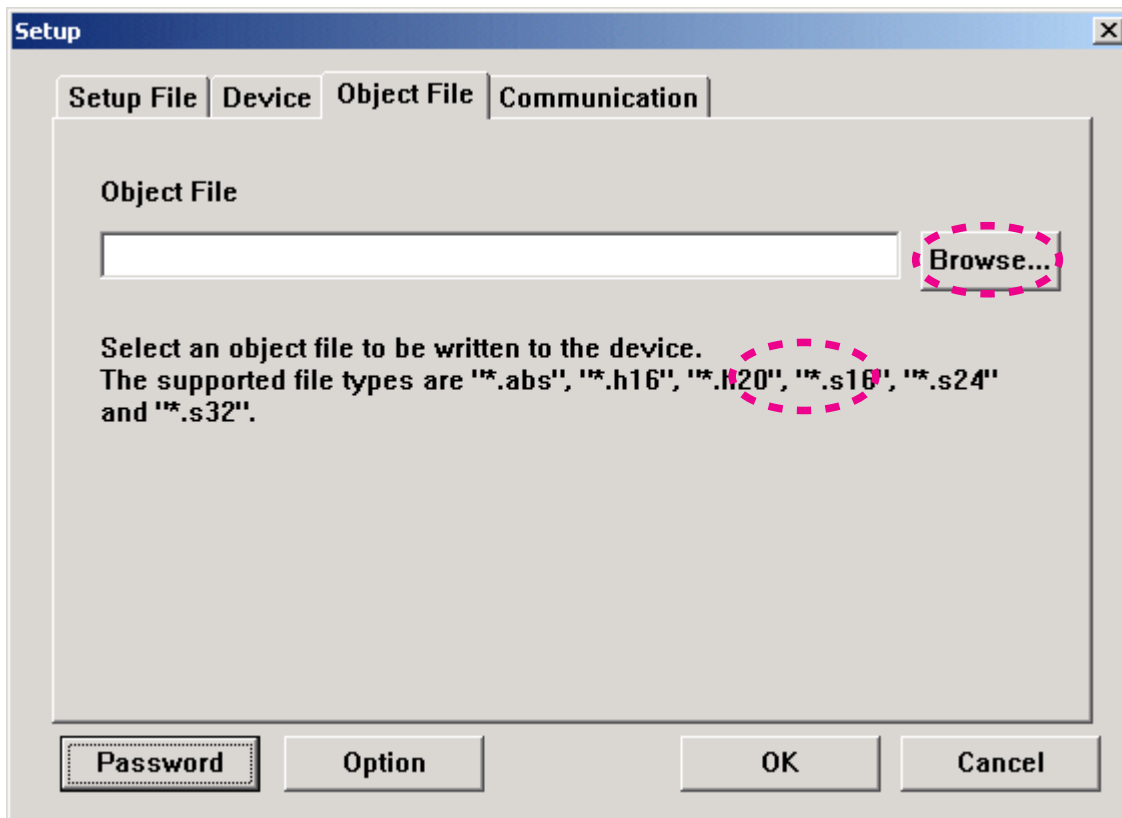 Setup
Setup File Device Object File Communication
Object File
Browse...
Select an object file to be written to the device.
The supported file types are "*.abs", "*.h16", "*.h20", "*.s16", "*.s24"
and "*.s32".
Password Option OK Cancel